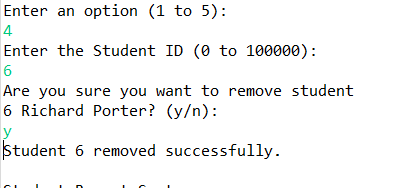 Enter an option (1 to 5):
4
Enter the Student ID (0 to 100000):
6
Are you sure you want to remove student
6 Richard Porter? (y/n):
y
Student 6 removed successfully.